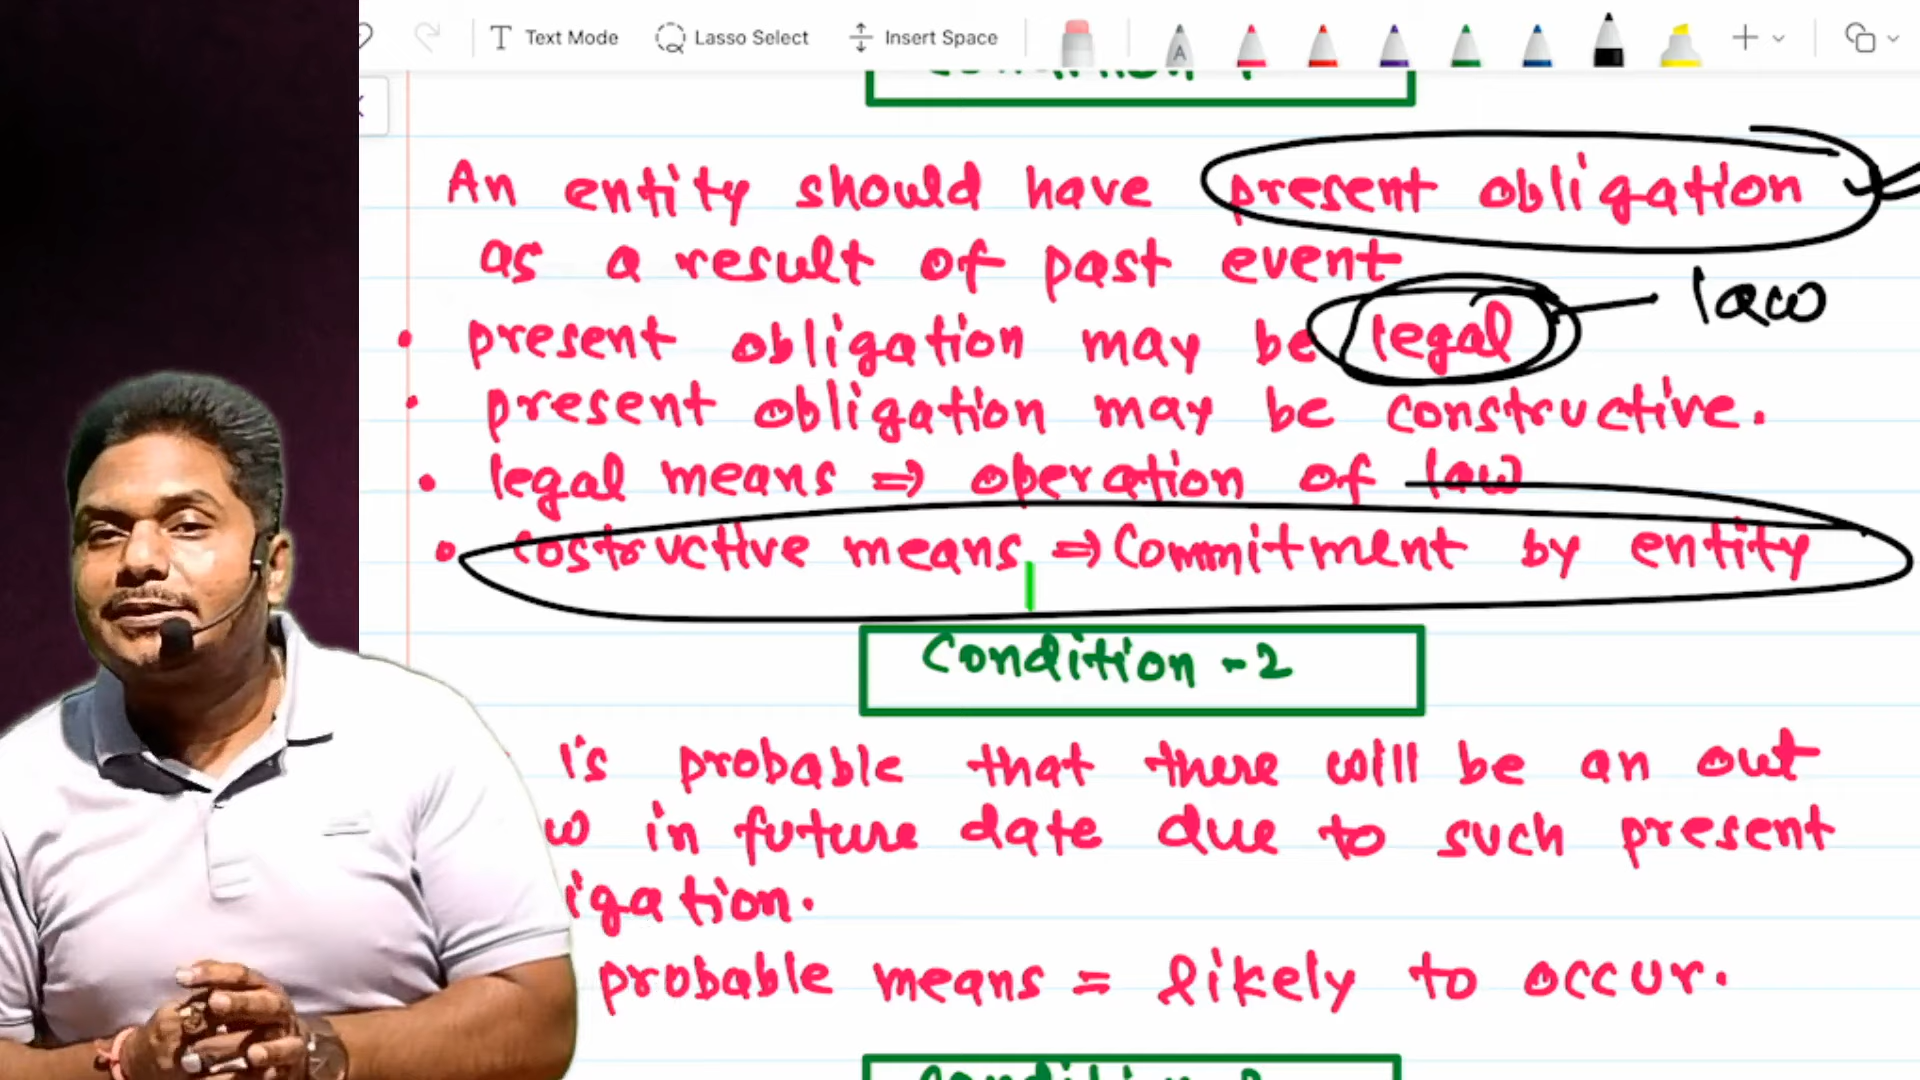 Text Mode Lasso Select Insert Space
An entity should have present obligation
as a result of past event
law
• present obligation may be legal
• present obligation may be constructive.
• legal means ⇒ operation of law
• costructive means ⇒ Commitment by entity
Condition - 2
is probable that there will be an out
w in future date due to such present
igation.
probable means = likely to occur.